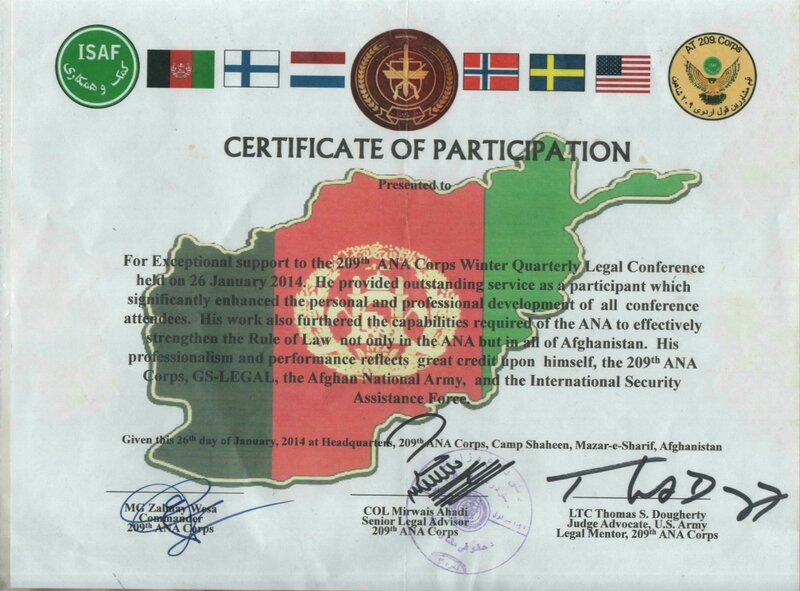 ISAF
کمک و همکاری
AT 209 Corps
CERTIFICATE OF PARTICIPATION
Presented to
For Exceptional support to the 209th ANA Corps Winter Quarterly Legal Conference
held on 26 January 2014. He provided outstanding service as a participant which
significantly enhanced the personal and professional development of all conference
attendees. His work also furthered the capabilities required of the ANA to effectively
strengthen the Rule of Law not only in the ANA but in all of Afghanistan. His
professionalism and performance reflects great credit upon himself, the 209th ANA
Corps, GS-LEGAL, the Afghan National Army, and the International Security
Assistance Force.
Given this 26th day of January, 2014 at Headquarters, 209th ANA Corps, Camp Shaheen, Mazar-e-Sharif, Afghanistan
MG Zalmay Wesa
Commander
209th ANA Corps
COL Mirwais Ahadi
Senior Legal Advisor
209th ANA Corps
LTC Thomas S. Dougherty
Judge Advocate, U.S. Army
Legal Mentor, 209th ANA Corps